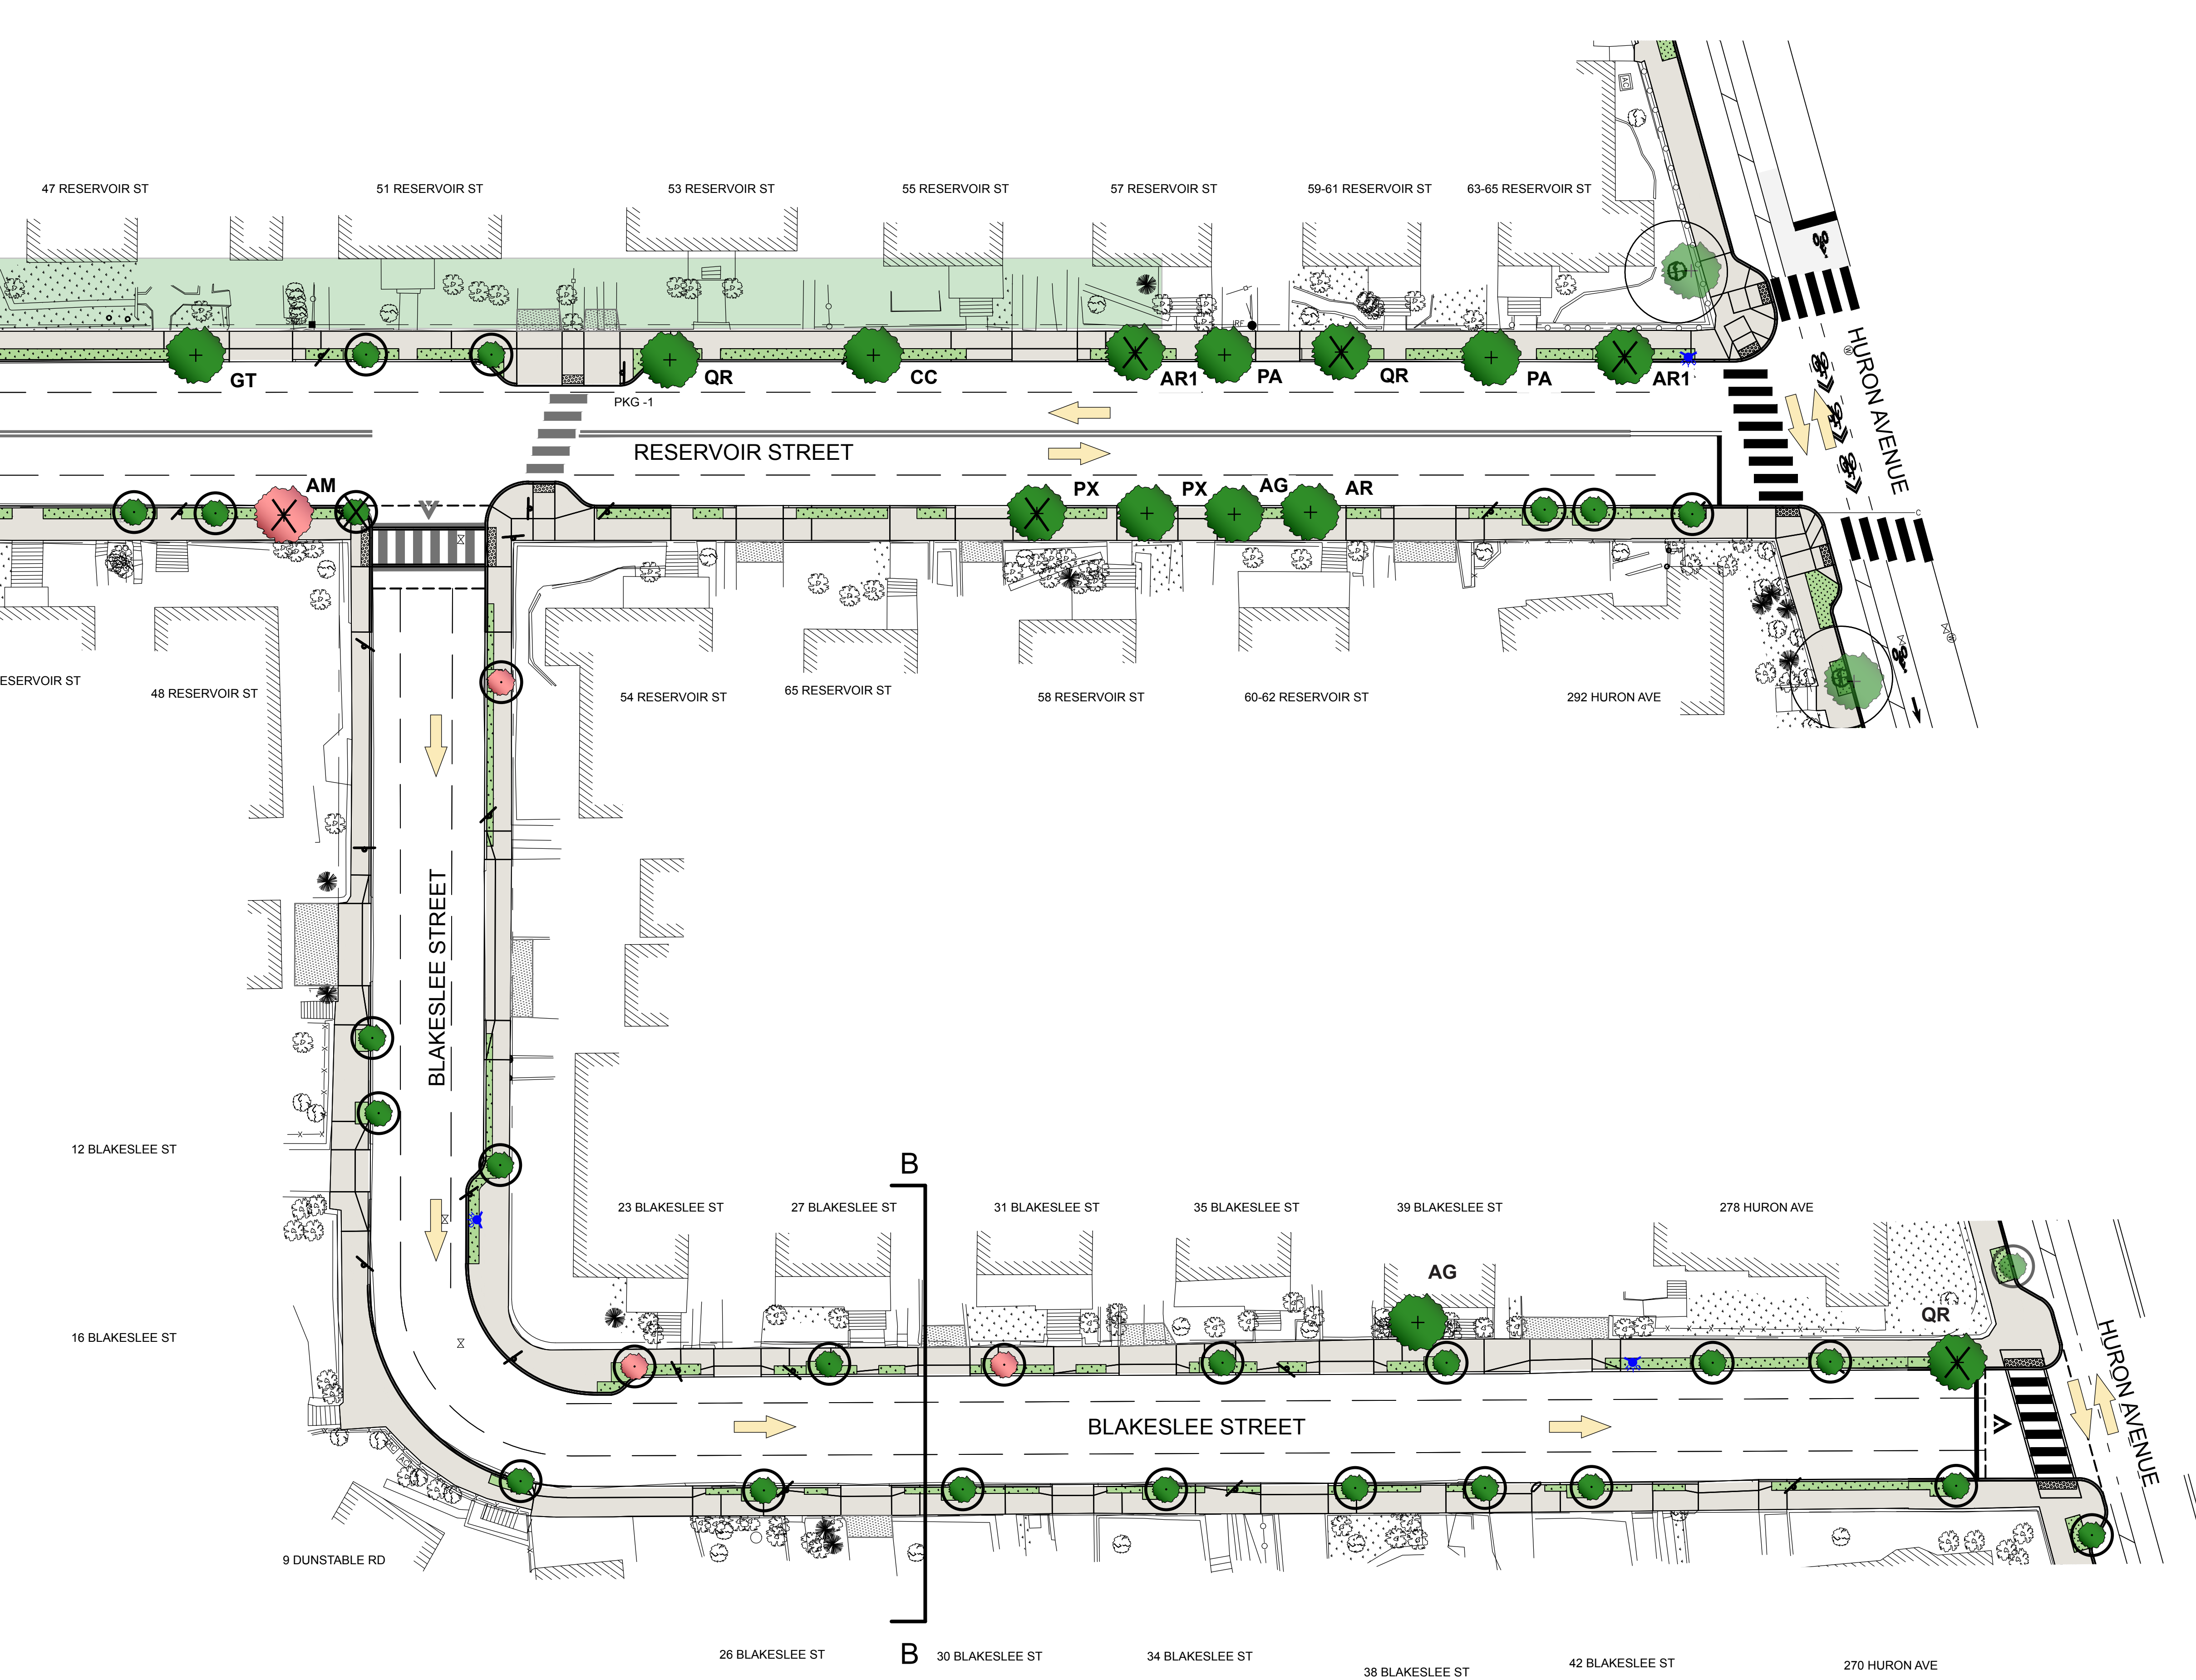 AC
47 RESERVOIR ST
51 RESERVOIR ST
53 RESERVOIR ST
55 RESERVOIR ST
57 RESERVOIR ST
59-61 RESERVOIR ST
63-65 RESERVOIR ST
IRF
HURON AVENUE
GT
QR
CC
AR1
PA
QR
PA
AR1
PKG -1
RESERVOIR STREET
AM
PX
PX
AG
AR
C
W
W
ESERVOIR ST
48 RESERVOIR ST
54 RESERVOIR ST
65 RESERVOIR ST
58 RESERVOIR ST
60-62 RESERVOIR ST
292 HURON AVE
BLAKESLEE STREET
12 BLAKESLEE ST
B
23 BLAKESLEE ST
27 BLAKESLEE ST
31 BLAKESLEE ST
35 BLAKESLEE ST
39 BLAKESLEE ST
278 HURON AVE
AG
QR
16 BLAKESLEE ST
HURON AVENUE
BLAKESLEE STREET
AC
AC
9 DUNSTABLE RD
B
26 BLAKESLEE ST
30 BLAKESLEE ST
34 BLAKESLEE ST
38 BLAKESLEE ST
42 BLAKESLEE ST
270 HURON AVE